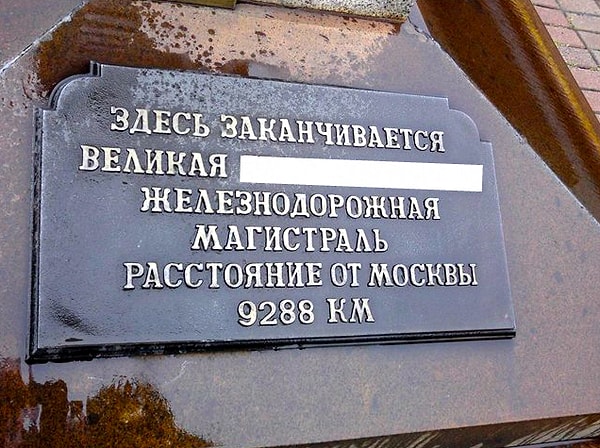 ЗДЕСЬ ЗАКАНЧИВАЕТСЯ
ВЕЛИКАЯ
ЖЕЛЕЗНОДОРОЖНАЯ
МАГИСТРАЛЬ
РАССТОЯНИЕ ОТ МОСКВЫ
9288 КМ